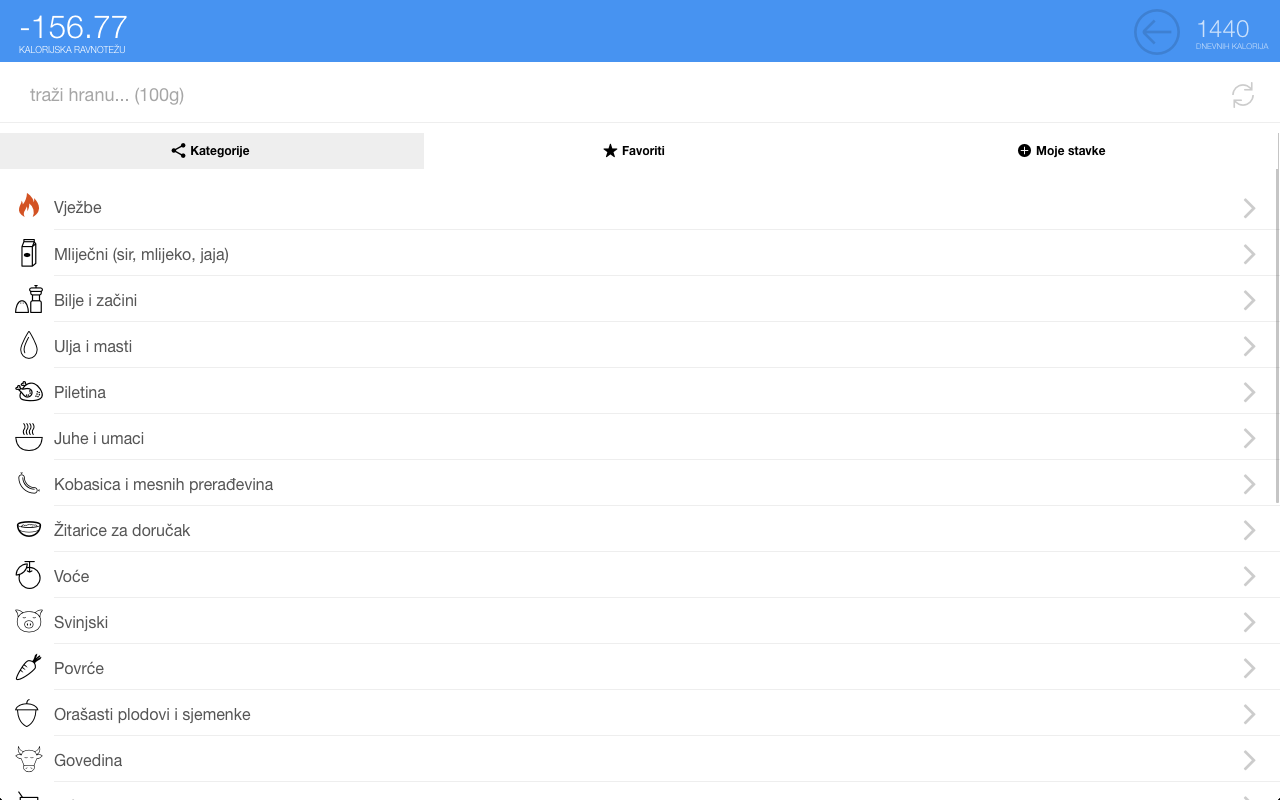 -156.77
KALORIJSKA RAVNOTEŽU
1440
DNEVNIH KALORIJA
traži hranu... (100g)
Kategorije
Favoriti
Moje stavke
Vježbe
Mliječni (sir, mlijeko, jaja)
Bilje i začini
Ulja i masti
Piletina
Juhe i umaci
Kobasica i mesnih prerađevina
Žitarice za doručak
Voće
Svinjski
Povrće
Orašasti plodovi i sjemenke
Govedina